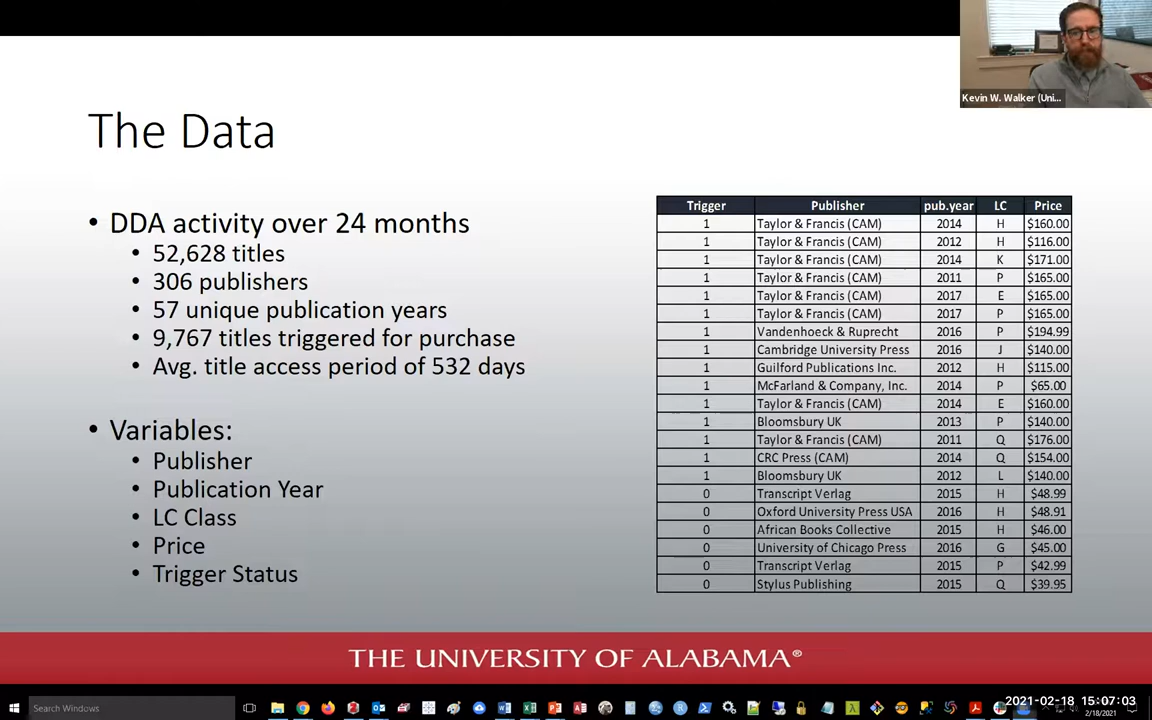 Kevin W. Walker (Uni...
The Data
• DDA activity over 24 months
• 52,628 titles
• 306 publishers
• 57 unique publication years
• 9,767 titles triggered for purchase
• Avg. title access period of 532 days
• Variables:
• Publisher
• Publication Year
• LC Class
• Price
• Trigger Status
Trigger Publisher pub.year LC Price
1 Taylor & Francis (CAM) 2014 H $160.00
1 Taylor & Francis (CAM) 2012 H $116.00
1 Taylor & Francis (CAM) 2014 K $171.00
1 Taylor & Francis (CAM) 2011 P $165.00
1 Taylor & Francis (CAM) 2017 E $165.00
1 Taylor & Francis (CAM) 2017 P $165.00
1 Vandenhoeck & Ruprecht 2016 P $194.99
1 Cambridge University Press 2016 J $140.00
1 Guilford Publications Inc. 2012 H $115.00
1 McFarland & Company, Inc. 2014 P $65.00
1 Taylor & Francis (CAM) 2014 E $160.00
1 Bloomsbury UK 2013 P $140.00
1 Taylor & Francis (CAM) 2011 Q $176.00
1 CRC Press (CAM) 2014 Q $154.00
1 Bloomsbury UK 2012 L $140.00
0 Transcript Verlag 2015 H $48.99
0 Oxford University Press USA 2016 H $48.91
0 African Books Collective 2015 H $46.00
0 University of Chicago Press 2016 G $45.00
0 Transcript Verlag 2015 P $42.99
0 Stylus Publishing 2015 Q $39.95
THE UNIVERSITY OF ALABAMA®
Search Windows
2021-02-18 15:07:03
2/18/2021